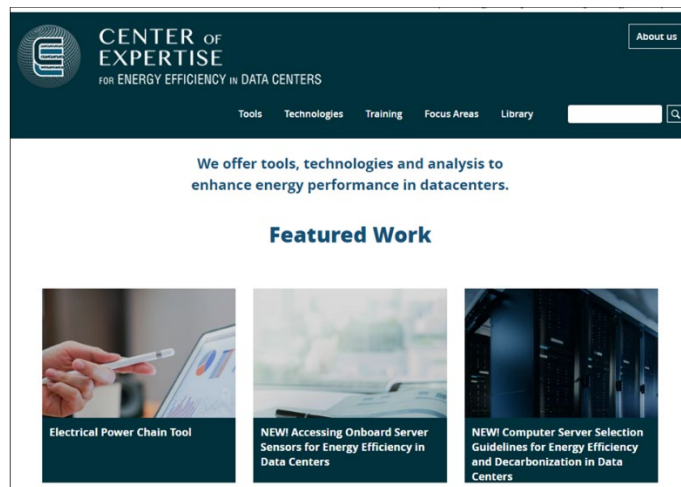 CENTER OF
EXPERTISE
FOR ENERGY EFFICIENCY IN DATA CENTERS
About us
Tools Technologies Training Focus Areas Library
We offer tools, technologies and analysis to
enhance energy performance in datacenters.
Featured Work
Electrical Power Chain Tool
NEW! Accessing Onboard Server
Sensors for Energy Efficiency in
Data Centers
NEW! Computer Server Selection
Guidelines for Energy Efficiency
and Decarbonization in Data
Centers